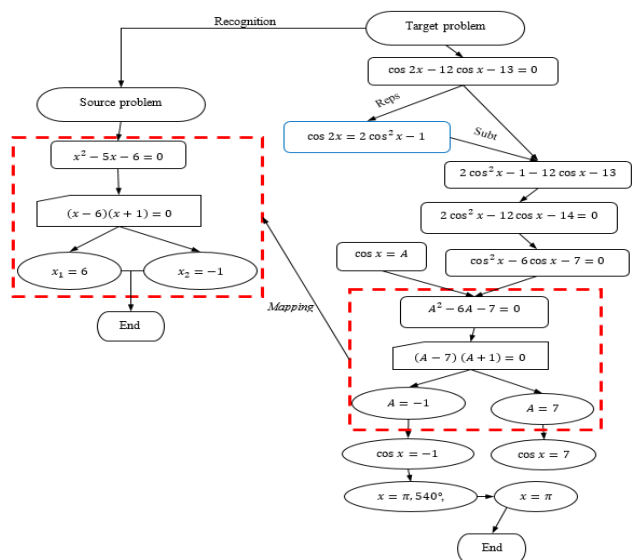 Recognition
Target problem
cos 2x − 12 cos x − 13 = 0
Source problem
Reps
cos 2x = 2 cos² x − 1
Subt
x² − 5x − 6 = 0
2 cos² x − 1 − 12 cos x − 13
(x − 6)(x + 1) = 0
2 cos² x − 12 cos x − 14 = 0
cos x = A
cos² x − 6 cos x − 7 = 0
x₁ = 6
x₂ = −1
Mapping
A² − 6A − 7 = 0
End
(A − 7) (A + 1) = 0
A = −1
A = 7
cos x = −1
cos x = 7
x = π, 540°,
x = π
End